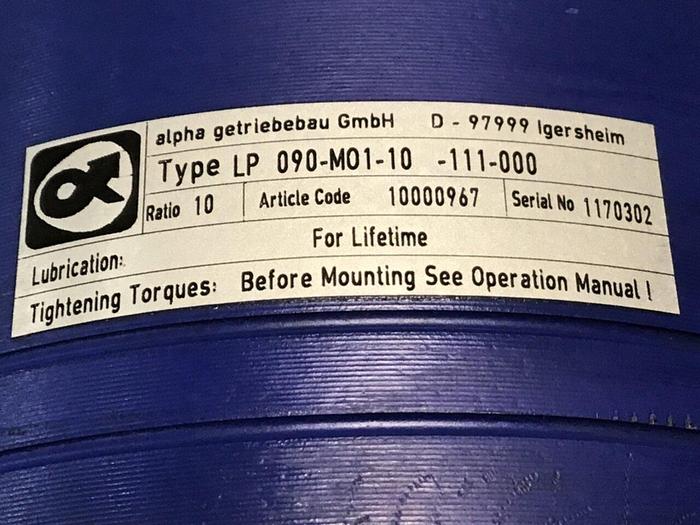 alpha getriebebau GmbH D - 97999 Igersheim
Type LP 090-MO1-10 -111-000
Ratio 10 Article Code 10000967 Serial No 1170302
Lubrication: For Lifetime
Tightening Torques: Before Mounting See Operation Manual !